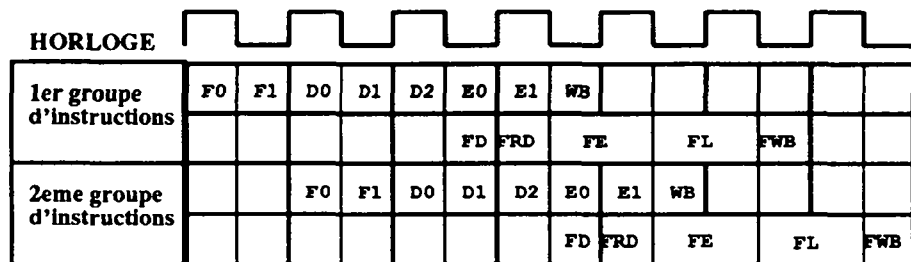 HORLOGE
1er groupe
d'instructions
F0 F1 D0 D1 D2 E0 E1 WB
FD FRD FE FL FWB
2eme groupe
d'instructions
F0 F1 D0 D1 D2 E0 E1 WB
FD FRD FE FL FWB